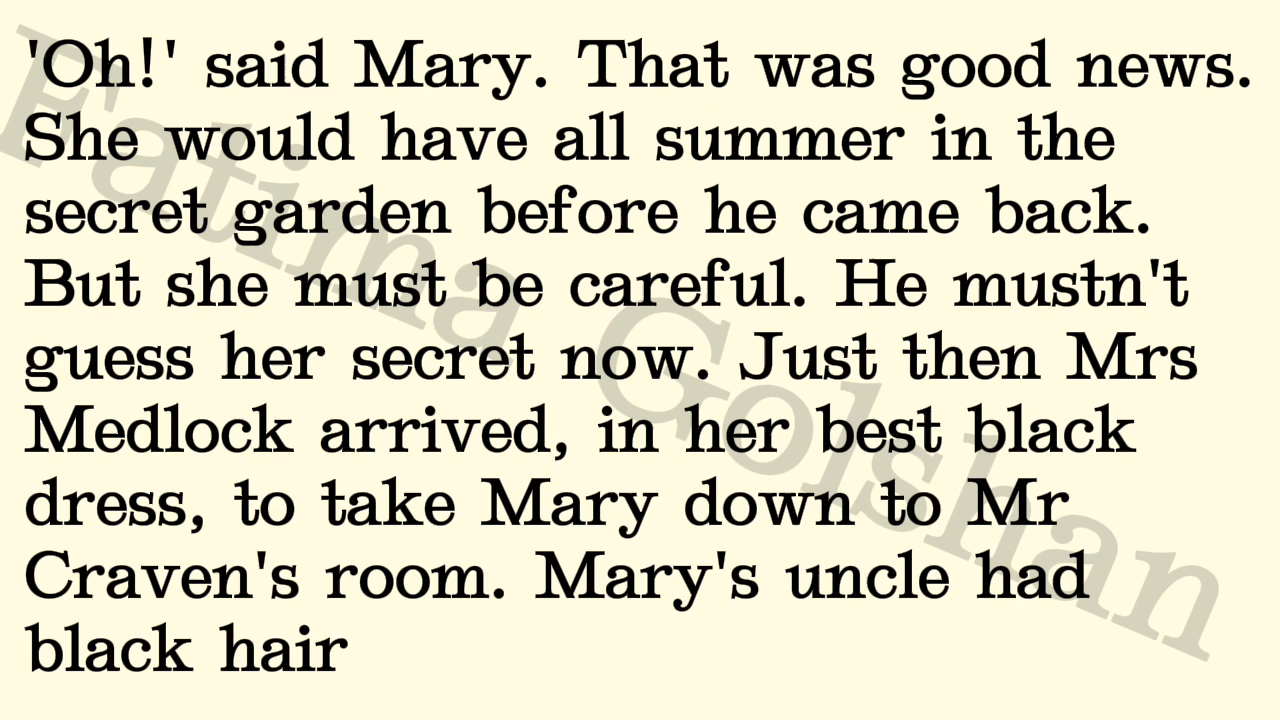 'Oh!' said Mary. That was good news.
She would have all summer in the
secret garden before he came back.
But she must be careful. He mustn't
guess her secret now. Just then Mrs
Medlock arrived, in her best black
dress, to take Mary down to Mr
Craven's room. Mary's uncle had
black hair
Fatima Golshan